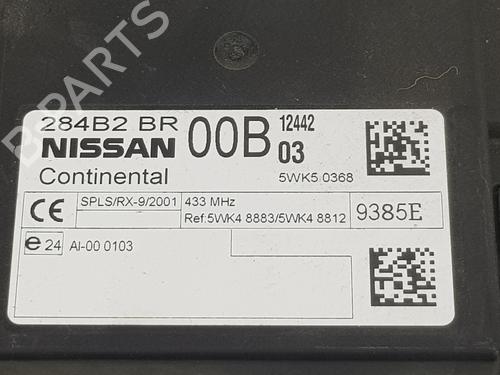 284B2 BR 00B 12442
NISSAN 03
Continental 5WK5 0368
CE SPLS/RX-9/2001 433 MHz 9385E
Ref:5WK4 8883/5WK4 8812
e 24 AI-00 0103
B-PARTS